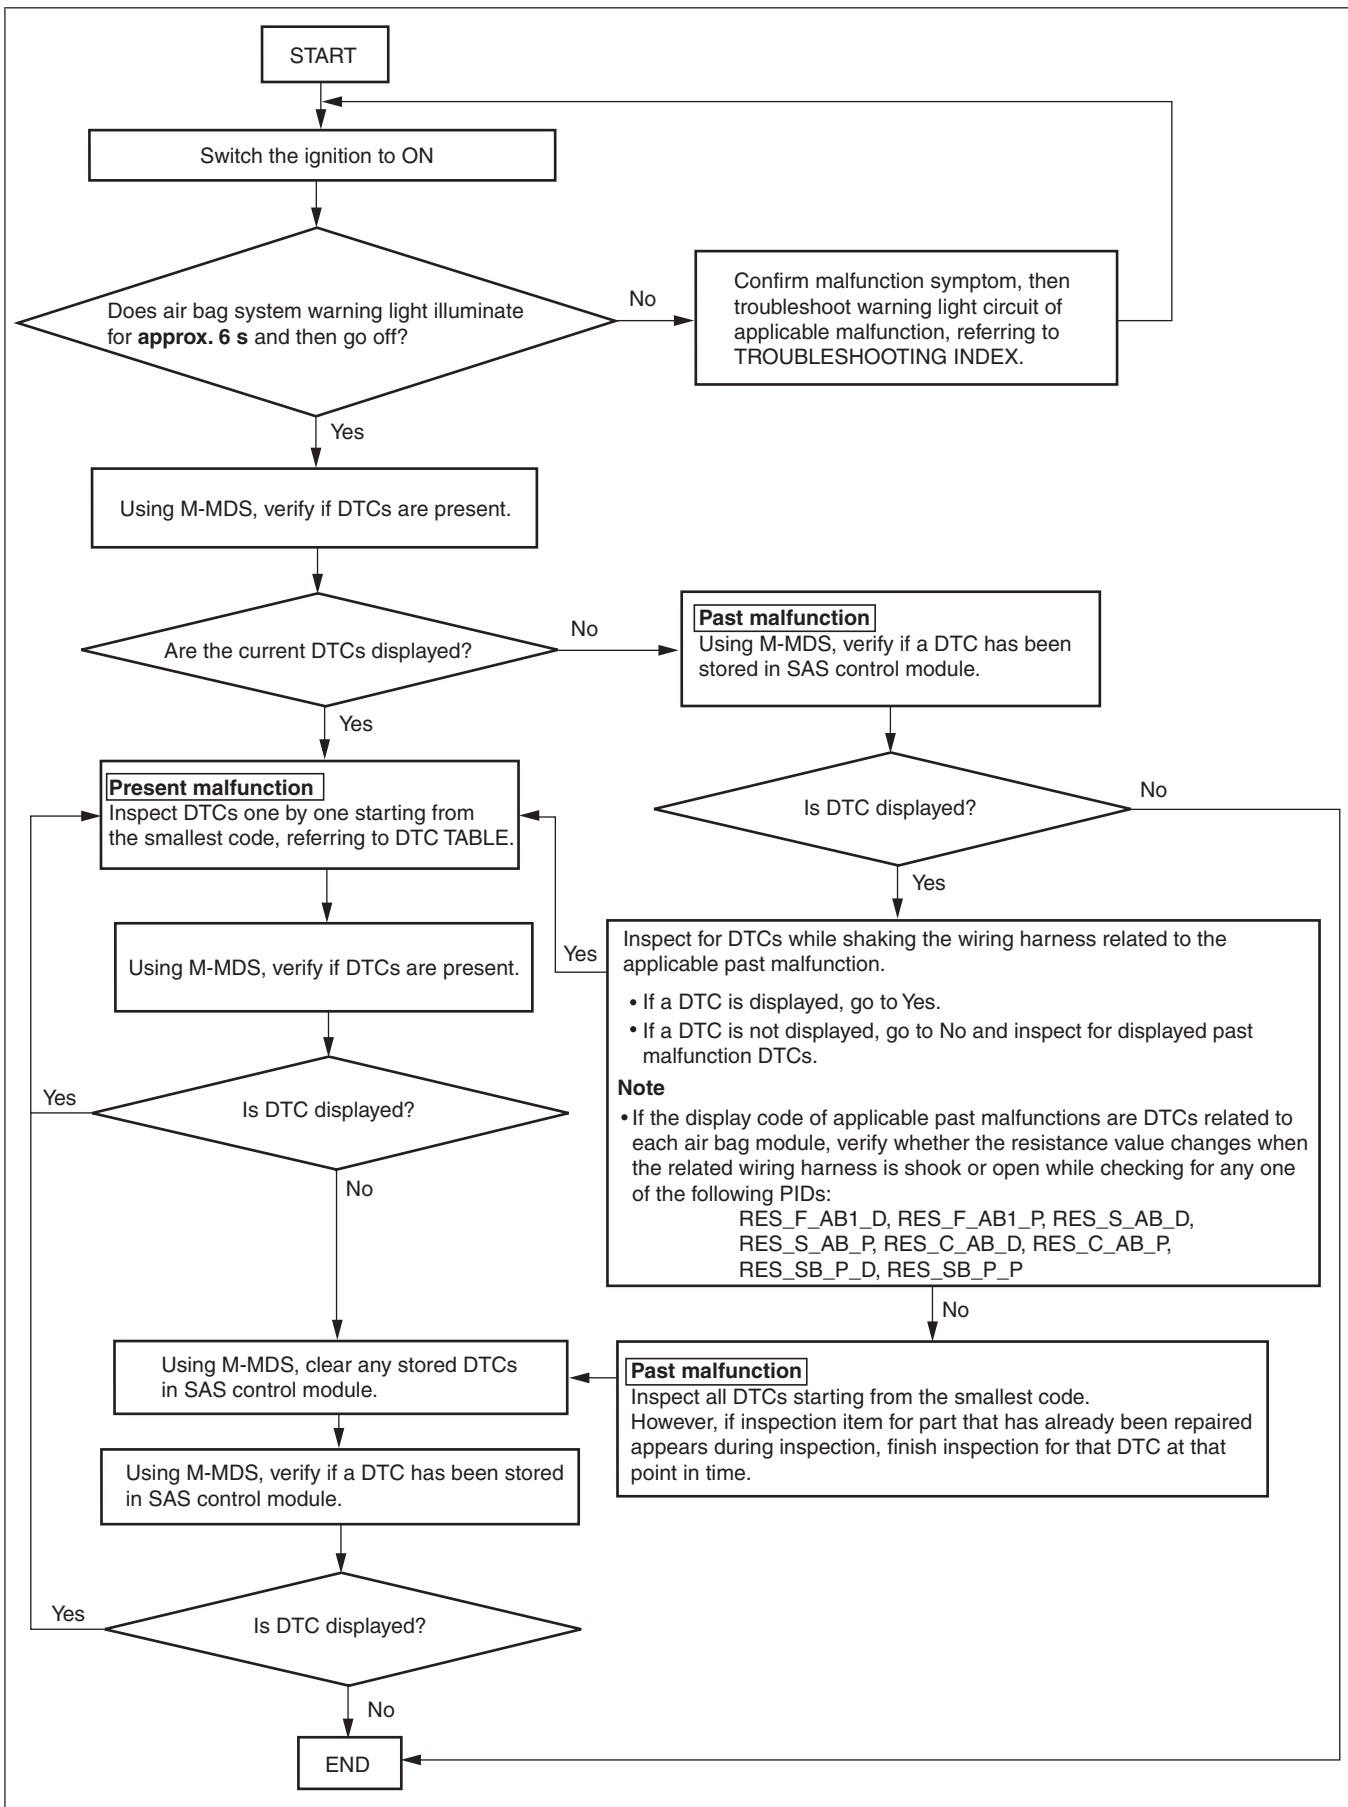 START
Switch the ignition to ON
Does air bag system warning light illuminate
for approx. 6 s and then go off?
No
Confirm malfunction symptom, then
troubleshoot warning light circuit of
applicable malfunction, referring to
TROUBLESHOOTING INDEX.
Yes
Using M-MDS, verify if DTCs are present.
Are the current DTCs displayed?
No
Past malfunction
Using M-MDS, verify if a DTC has been
stored in SAS control module.
Yes
Present malfunction
Inspect DTCs one by one starting from
the smallest code, referring to DTC TABLE.
Is DTC displayed?
No
Yes
Using M-MDS, verify if DTCs are present.
Yes
Inspect for DTCs while shaking the wiring harness related to the
applicable past malfunction.
• If a DTC is displayed, go to Yes.
• If a DTC is not displayed, go to No and inspect for displayed past
malfunction DTCs.
Note
• If the display code of applicable past malfunctions are DTCs related to
each air bag module, verify whether the resistance value changes when
the related wiring harness is shook or open while checking for any one
of the following PIDs:
RES_F_AB1_D, RES_F_AB1_P, RES_S_AB_D,
RES_S_AB_P, RES_C_AB_D, RES_C_AB_P,
RES_SB_P_D, RES_SB_P_P
Yes
Is DTC displayed?
No
No
Using M-MDS, clear any stored DTCs
in SAS control module.
Past malfunction
Inspect all DTCs starting from the smallest code.
However, if inspection item for part that has already been repaired
appears during inspection, finish inspection for that DTC at that
point in time.
Using M-MDS, verify if a DTC has been stored
in SAS control module.
Yes
Is DTC displayed?
No
END